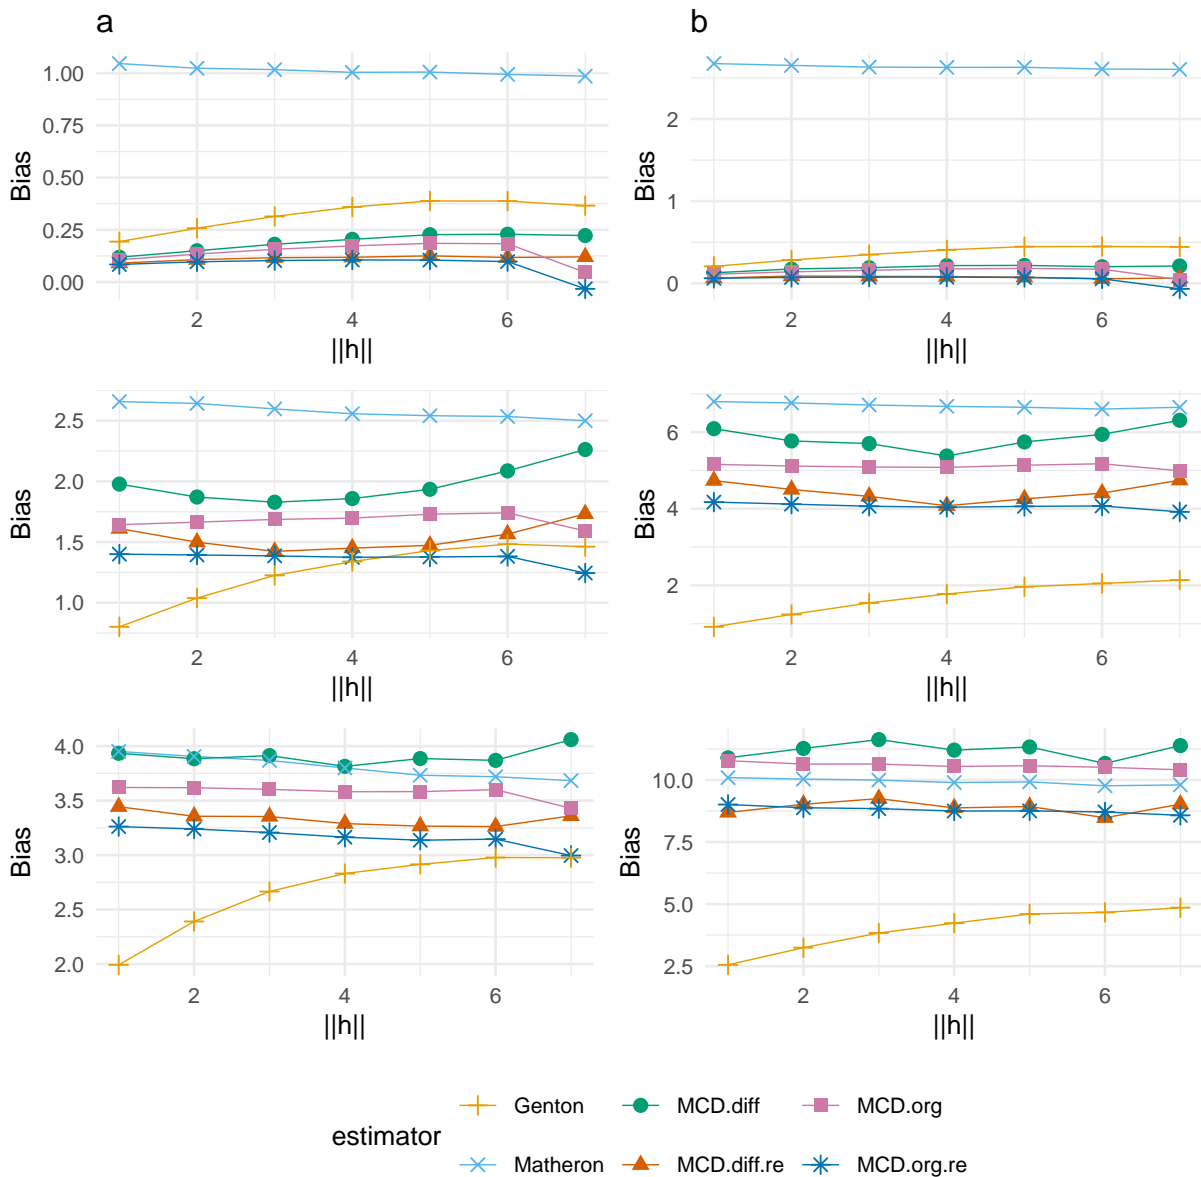 a
b
Bias
1.00
0.75
0.50
0.25
0.00
2
4
6
||h||
Bias
2
1
0
2
4
6
||h||
Bias
2.5
2.0
1.5
1.0
2
4
6
||h||
Bias
6
4
2
2
4
6
||h||
Bias
4.0
3.5
3.0
2.5
2.0
2
4
6
||h||
Bias
10.0
7.5
5.0
2.5
2
4
6
||h||
estimator
Genton
MCD.diff
MCD.org
Matheron
MCD.diff.re
MCD.org.re